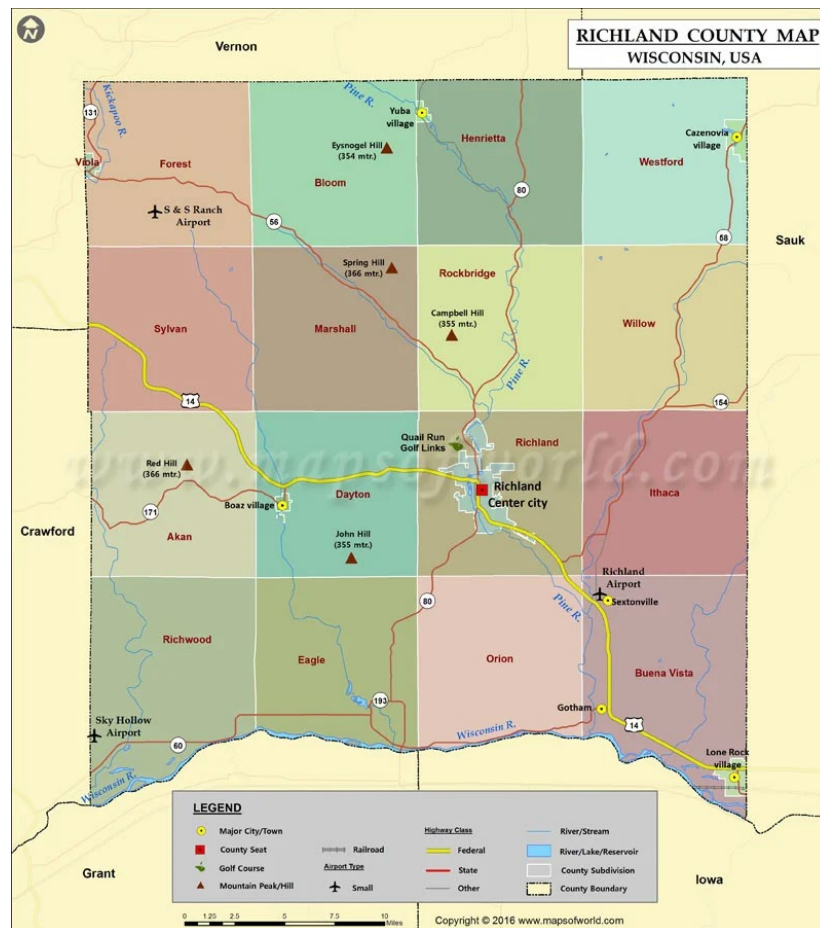 RICHLAND COUNTY MAP
WISCONSIN, USA
Vernon
131
Kickapoo R.
Pine R.
Yuba
village
Henrietta
Cazenovia
village
Eysnogel Hill
(354 mtr.)
Viola
Forest
Bloom
Westford
80
S & S Ranch
Airport
56
58
Sauk
Spring Hill
(366 mtr.)
Rockbridge
Campbell Hill
(355 mtr.)
Sylvan
Marshall
Willow
Pine R.
14
154
Quail Run
Golf Links
Richland
www.mapsofworld.com
Red Hill
(366 mtr.)
Richland
Center city
Dayton
Ithaca
Boaz village
171
Crawford
Akan
John Hill
(355 mtr.)
Richland
Airport
80
Sextonville
Pine R.
Richwood
Eagle
Orion
Buena Vista
193
Gotham
Sky Hollow
Airport
Wisconsin R.
14
60
Lone Rock
village
Wisconsin R.
LEGEND
Major City/Town
County Seat
Golf Course
Mountain Peak/Hill
Railroad
Airport Type
Small
Highway Class
Federal
State
Other
River/Stream
River/Lake/Reservoir
County Subdivision
County Boundary
Grant
Iowa
0 1.25 2.5 5 7.5 10
Miles
Copyright © 2016 www.mapsofworld.com